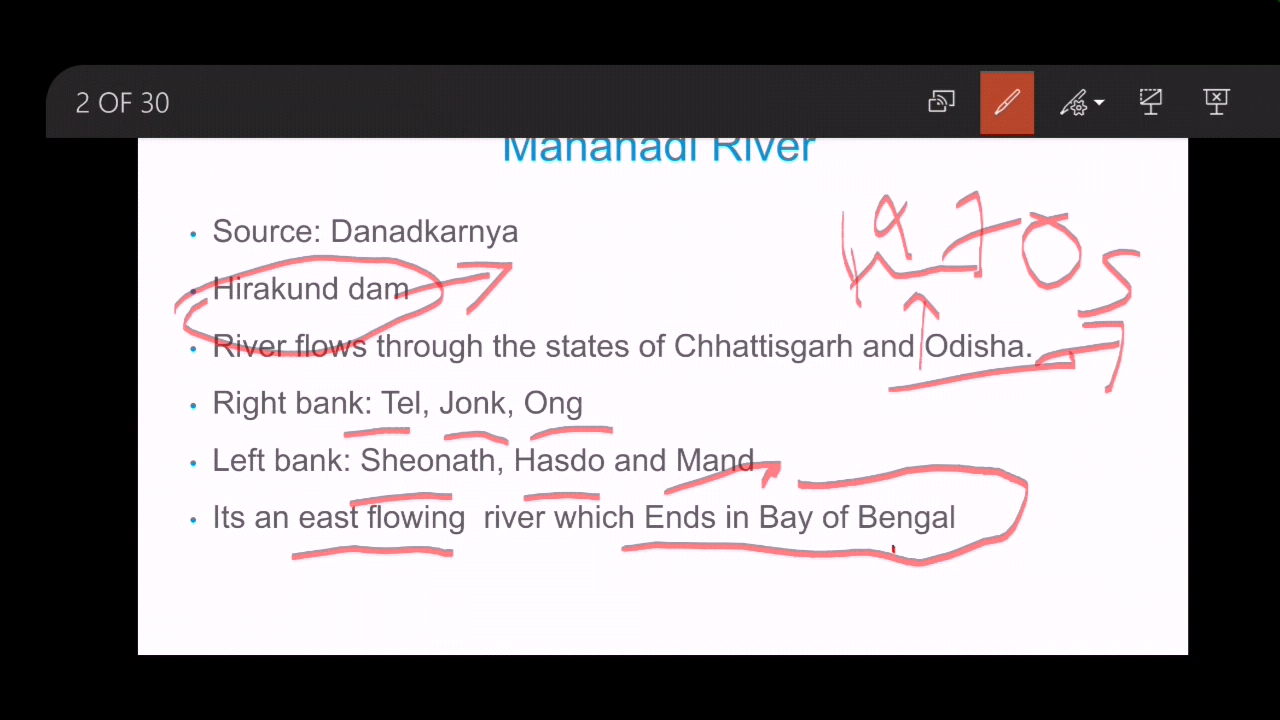 2 OF 30
Mahanadi River
Source: Danadkarnya
1970s
Hirakund dam
River flows through the states of Chhattisgarh and Odisha.
Right bank: Tel, Jonk, Ong
Left bank: Sheonath, Hasdo and Mand
Its an east flowing river which Ends in Bay of Bengal